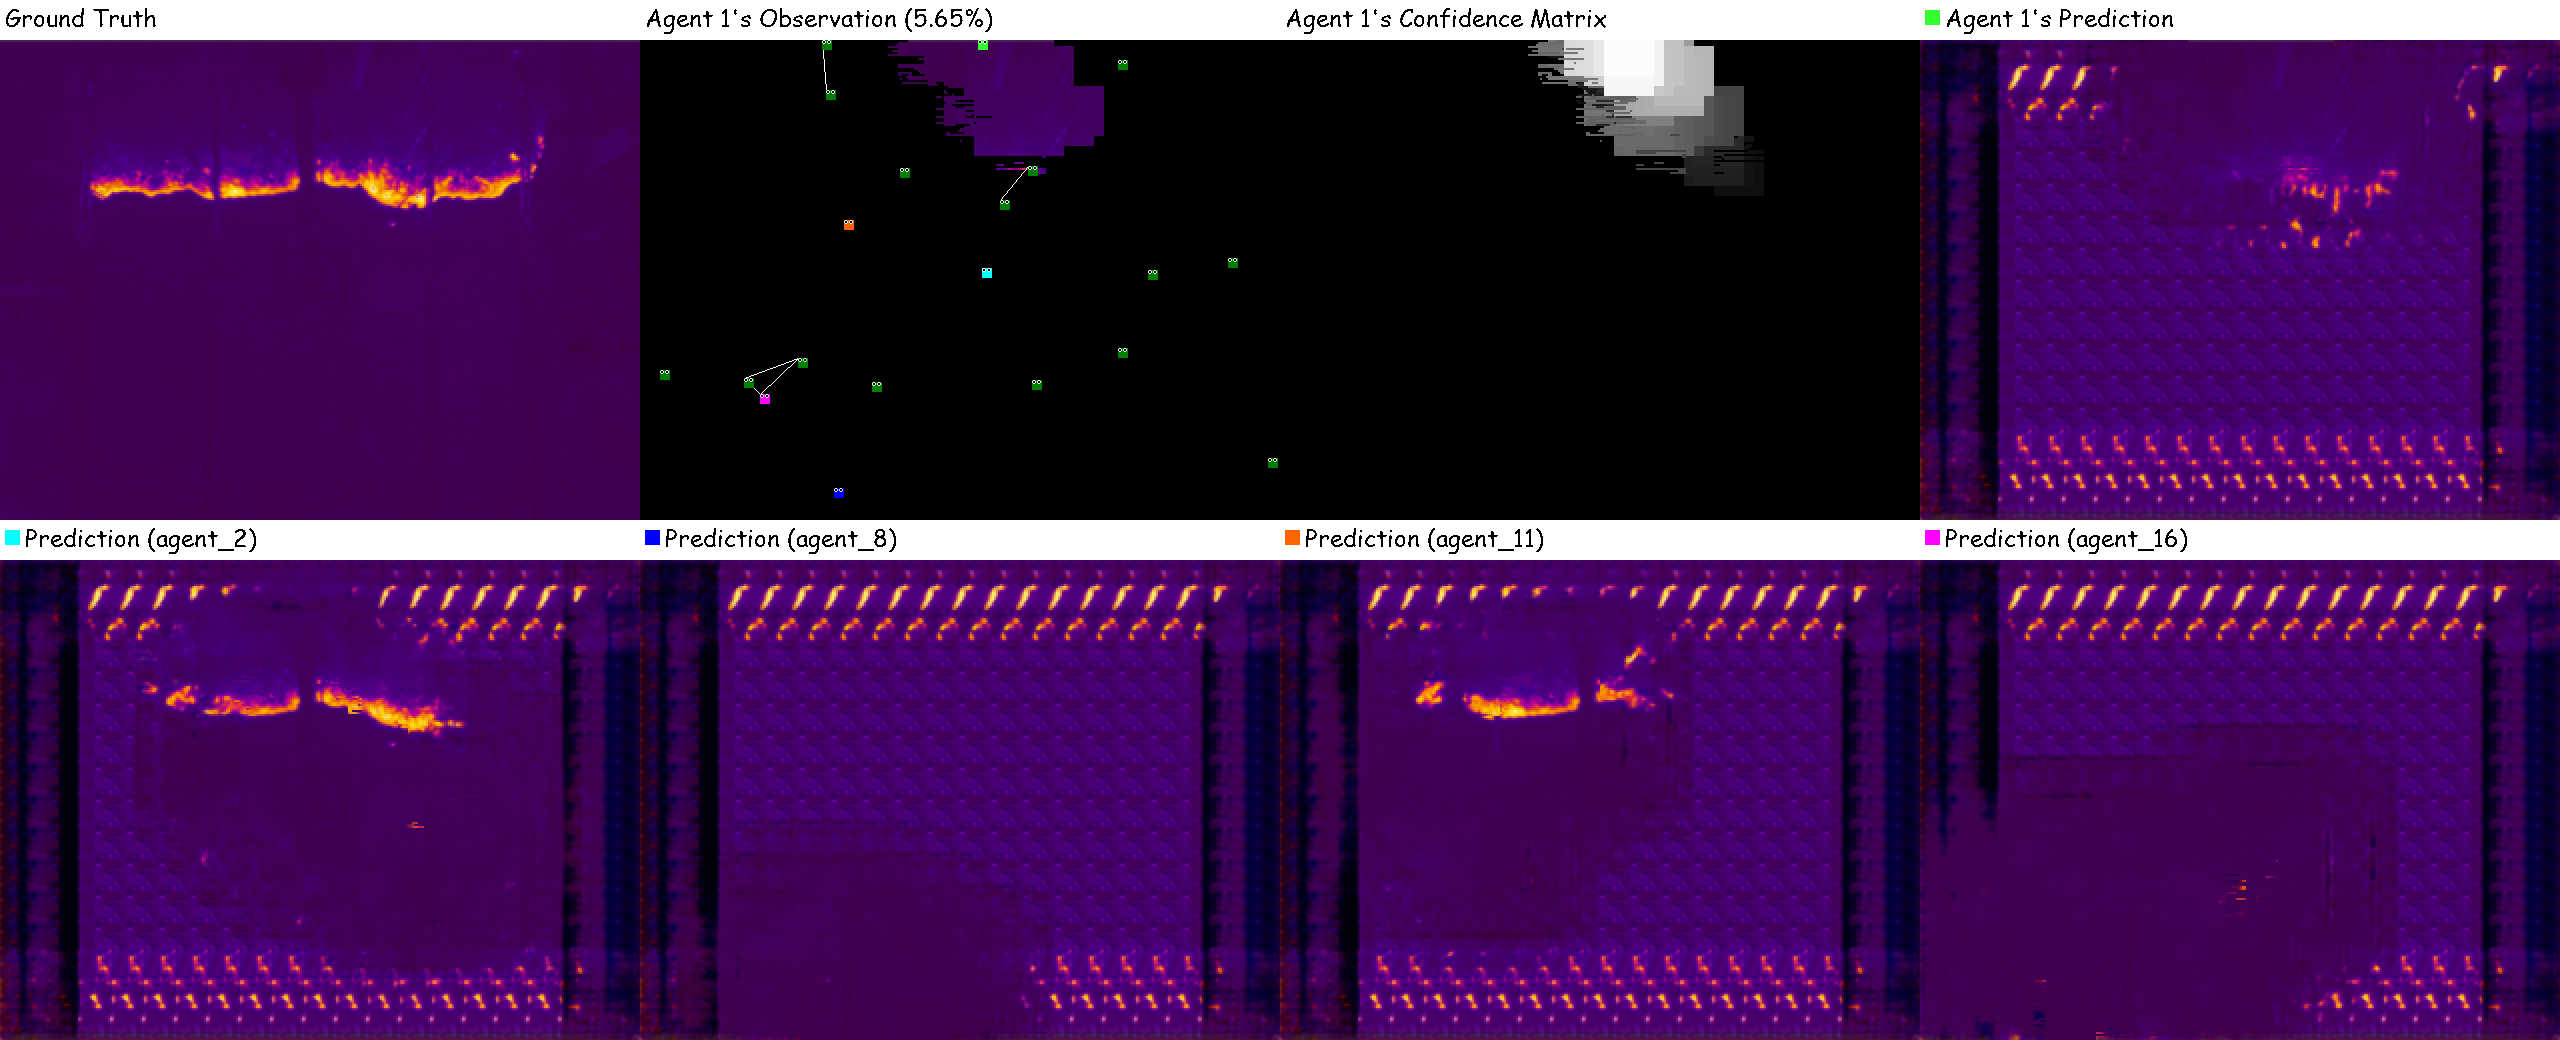 Ground Truth
Agent 1's Observation (5.65%)
Agent 1's Confidence Matrix
Agent 1's Prediction
Prediction (agent_2)
Prediction (agent_8)
Prediction (agent_11)
Prediction (agent_16)